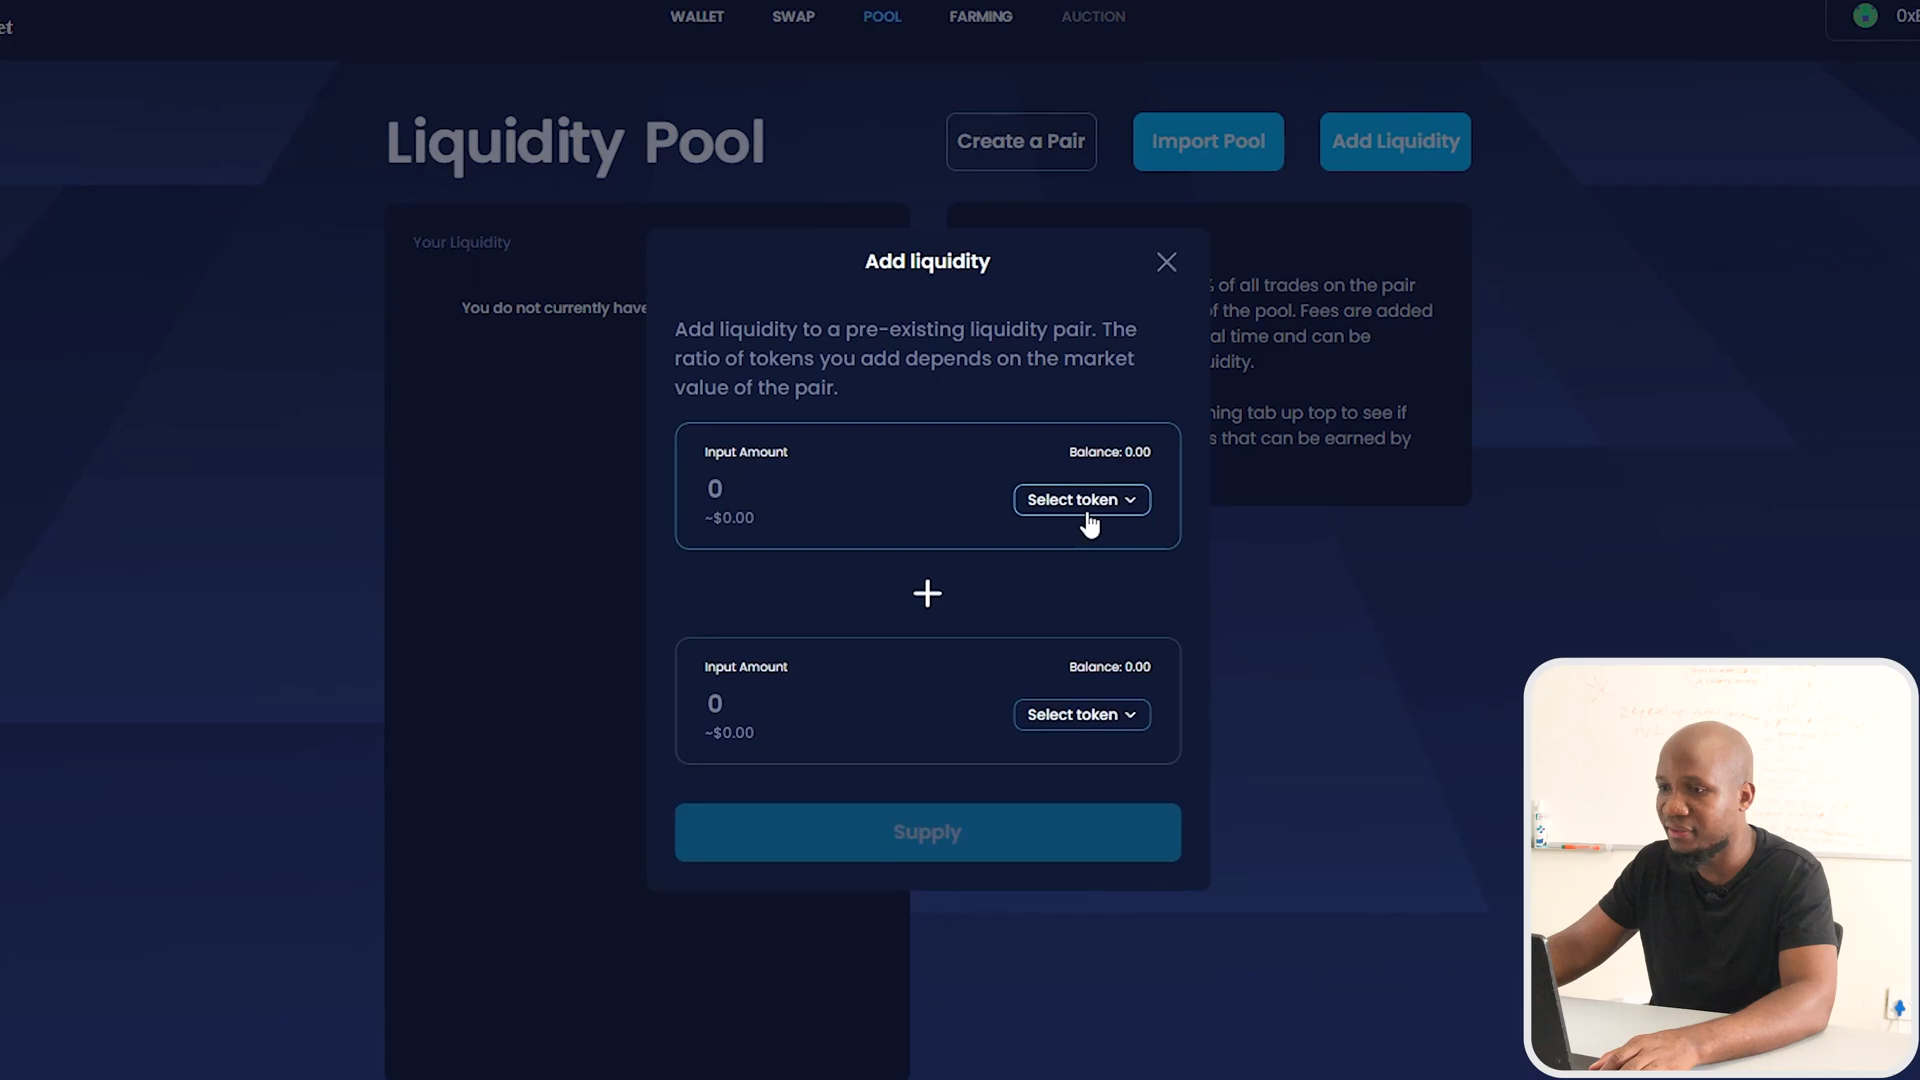 et
WALLET SWAP POOL FARMING AUCTION
0xE
Liquidity Pool
Create a Pair
Import Pool
Add Liquidity
Your Liquidity
You do not currently have
of all trades on the pair
of the pool. Fees are added
al time and can be
uidity.
ning tab up top to see if
s that can be earned by
Add liquidity
Add liquidity to a pre-existing liquidity pair. The
ratio of tokens you add depends on the market
value of the pair.
Input Amount Balance: 0.00
0 Select token
~$0.00
+
Input Amount Balance: 0.00
0 Select token
~$0.00
Supply